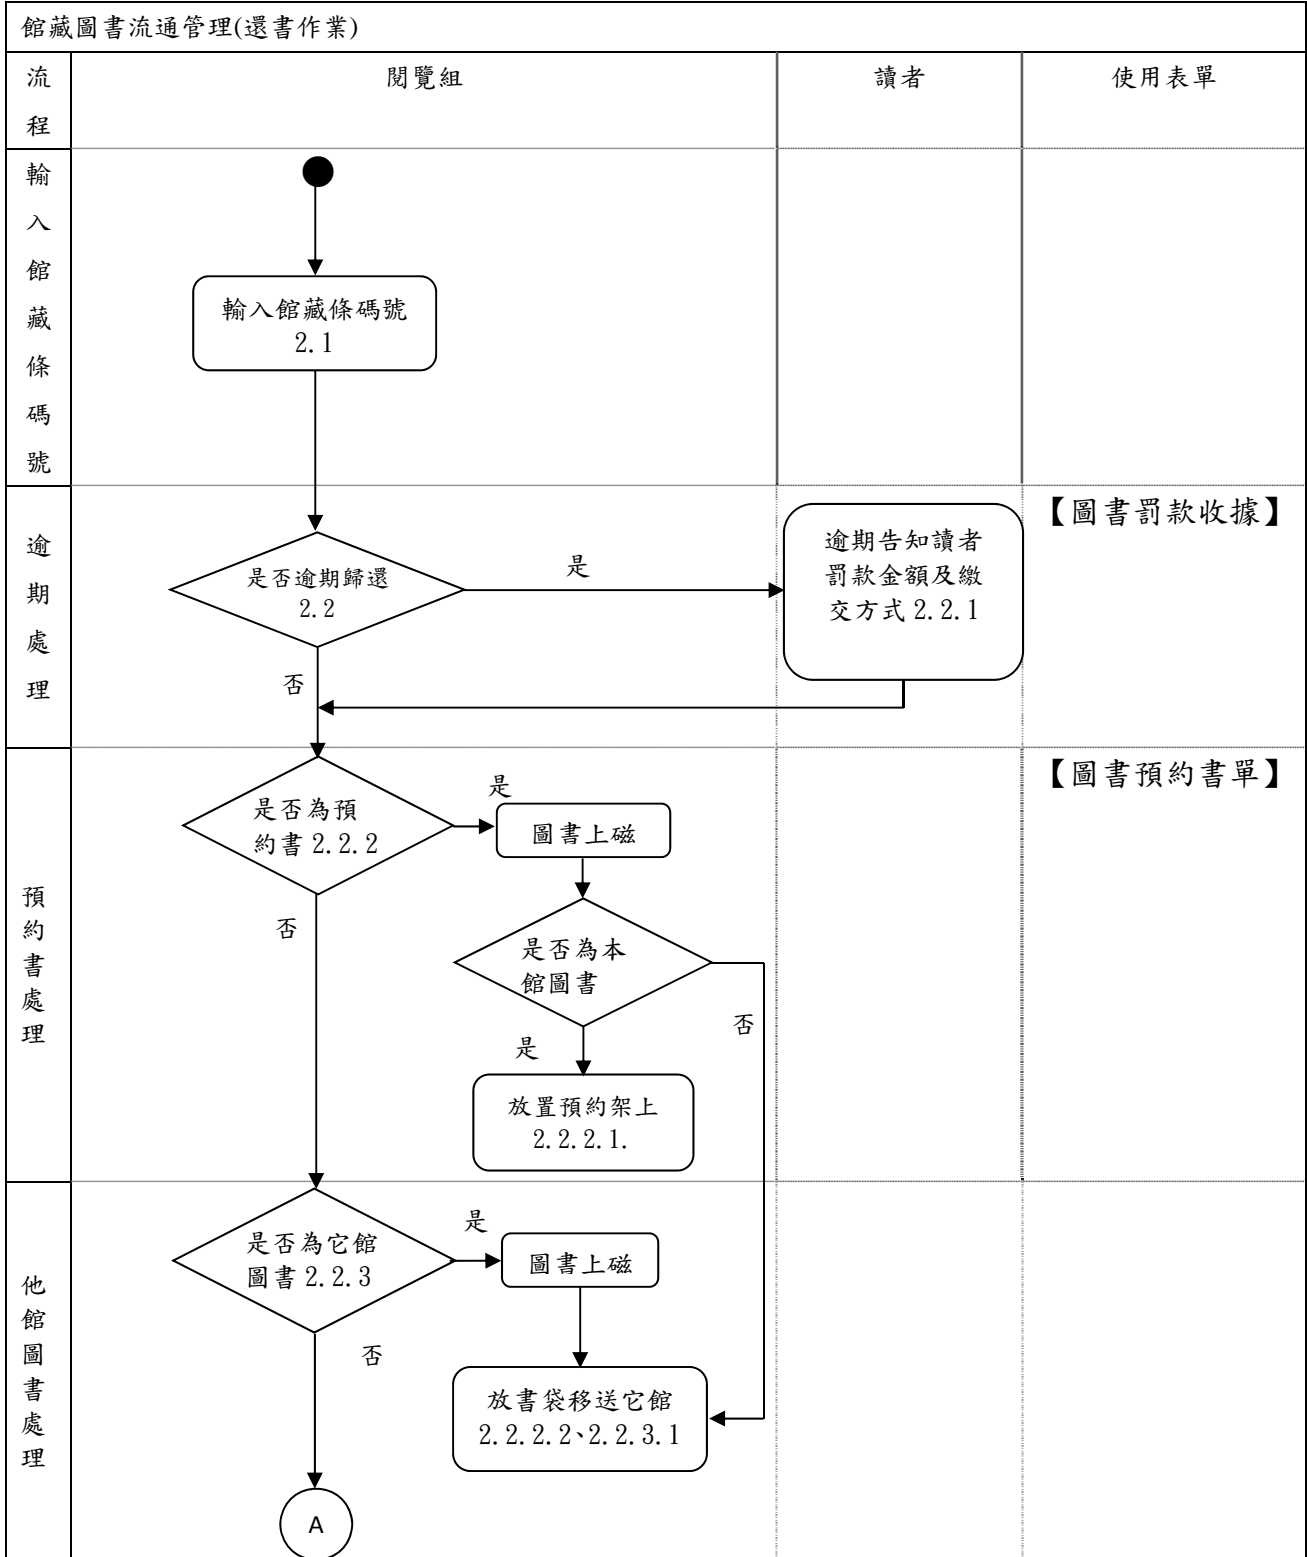 館藏圖書流通管理(還書作業)
流
程
閱覽組
讀者
使用表單
輸
入
館
藏
條
碼
號
輸入館藏條碼號
2.1
逾
期
處
理
是否逾期歸還
2.2
是
否
逾期告知讀者
罰款金額及繳
交方式 2.2.1
【圖書罰款收據】
預
約
書
處
理
是否為預
約書 2.2.2
是
否
圖書上磁
是否為本
館圖書
是
否
放置預約架上
2.2.2.1.
【圖書預約書單】
他
館
圖
書
處
理
是否為它館
圖書 2.2.3
是
否
圖書上磁
放書袋移送它館
2.2.2.2、2.2.3.1
A